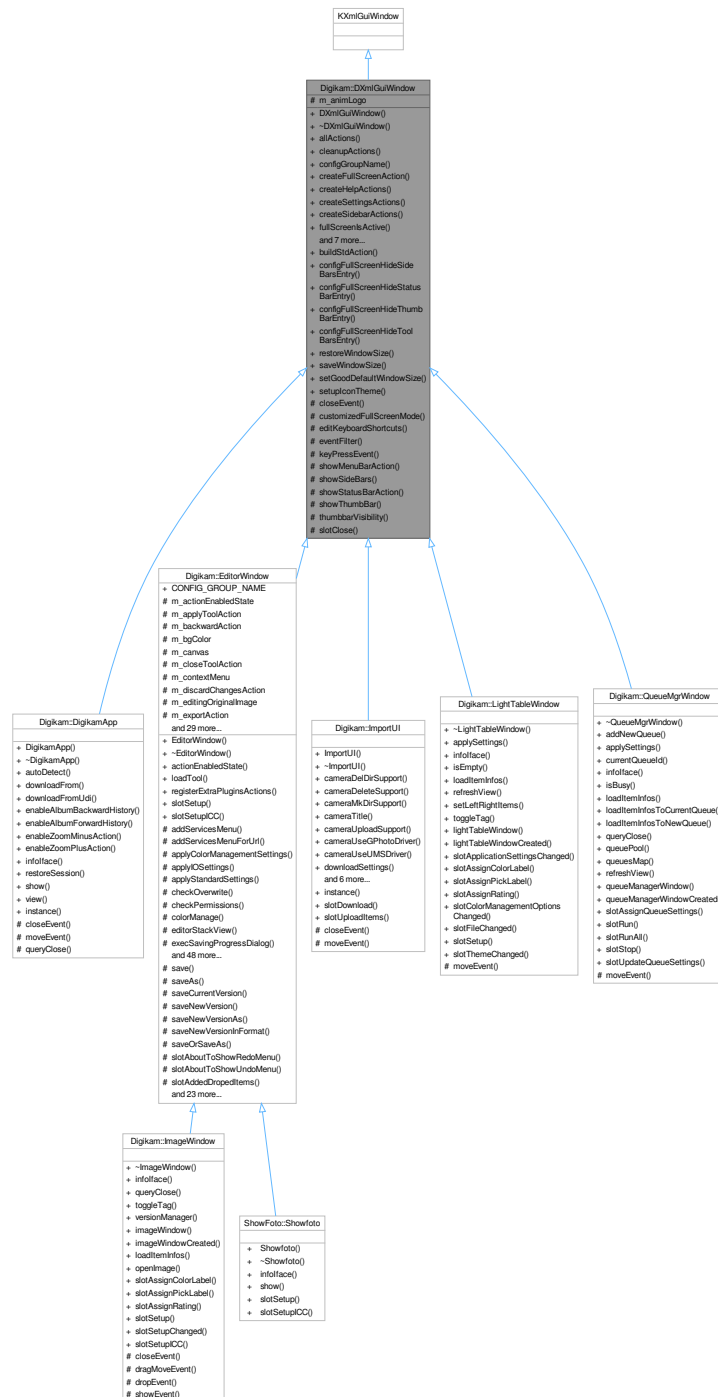 KXmlGuiWindow
Digikam::DXmlGuiWindow
# m_animLogo
+ DXmlGuiWindow()
+ ~DXmlGuiWindow()
+ allActions()
+ cleanupActions()
+ configGroupName()
+ createFullScreenAction()
+ createHelpActions()
+ createSettingsActions()
+ createSidebarActions()
+ fullScreenIsActive()
and 7 more...
+ buildStdAction()
+ configFullScreenHideSide
BarsEntry()
+ configFullScreenHideStatus
BarEntry()
+ configFullScreenHideThumb
BarEntry()
+ configFullScreenHideTool
BarsEntry()
+ restoreWindowSize()
+ saveWindowSize()
+ setGoodDefaultWindowSize()
+ setupIconTheme()
# closeEvent()
# customizedFullScreenMode()
# editKeyboardShortcuts()
# eventFilter()
# keyPressEvent()
# showMenuBarAction()
# showSideBars()
# showStatusBarAction()
# showThumbBar()
# thumbbarVisibility()
# slotClose()
Digikam::DigikamApp
+ DigikamApp()
+ ~DigikamApp()
+ autoDetect()
+ downloadFrom()
+ downloadFromUdi()
+ enableAlbumBackwardHistory()
+ enableAlbumForwardHistory()
+ enableZoomMinusAction()
+ enableZoomPlusAction()
+ infoIface()
+ restoreSession()
+ show()
+ view()
+ instance()
# closeEvent()
# moveEvent()
# queryClose()
Digikam::EditorWindow
+ CONFIG_GROUP_NAME
# m_actionEnabledState
# m_applyToolAction
# m_backwardAction
# m_bgColor
# m_canvas
# m_closeToolAction
# m_contextMenu
# m_discardChangesAction
# m_editingOriginalImage
# m_exportAction
and 29 more...
+ EditorWindow()
+ ~EditorWindow()
+ actionEnabledState()
+ loadTool()
+ registerExtraPluginsActions()
+ slotSetup()
+ slotSetupICC()
# addServicesMenu()
# addServicesMenuForUrl()
# applyColorManagementSettings()
# applyIOSettings()
# applyStandardSettings()
# checkOverwrite()
# checkPermissions()
# colorManage()
# editorStackView()
# execSavingProgressDialog()
and 48 more...
# save()
# saveAs()
# saveCurrentVersion()
# saveNewVersion()
# saveNewVersionAs()
# saveNewVersionInFormat()
# saveOrSaveAs()
# slotAboutToShowRedoMenu()
# slotAboutToShowUndoMenu()
# slotAddedDropedItems()
and 23 more...
Digikam::ImportUI
+ ImportUI()
+ ~ImportUI()
+ cameraDelDirSupport()
+ cameraDeleteSupport()
+ cameraMkDirSupport()
+ cameraTitle()
+ cameraUploadSupport()
+ cameraUseGPhotoDriver()
+ cameraUseUMSDriver()
+ downloadSettings()
and 6 more...
+ instance()
+ slotDownload()
+ slotUploadItems()
# closeEvent()
# moveEvent()
Digikam::LightTableWindow
+ ~LightTableWindow()
+ applySettings()
+ infoIface()
+ isEmpty()
+ loadItemInfos()
+ refreshView()
+ setLeftRightItems()
+ toggleTag()
+ lightTableWindow()
+ lightTableWindowCreated()
+ slotApplicationSettingsChanged()
+ slotAssignColorLabel()
+ slotAssignPickLabel()
+ slotAssignRating()
+ slotColorManagementOptions
Changed()
+ slotFileChanged()
+ slotSetup()
+ slotThemeChanged()
# moveEvent()
Digikam::QueueMgrWindow
+ ~QueueMgrWindow()
+ addNewQueue()
+ applySettings()
+ currentQueueId()
+ infoIface()
+ isBusy()
+ loadItemInfos()
+ loadItemInfosToCurrentQueue()
+ loadItemInfosToNewQueue()
+ queryClose()
+ queuePool()
+ queuesMap()
+ refreshView()
+ queueManagerWindow()
+ queueManagerWindowCreated
+ slotAssignQueueSettings()
+ slotRun()
+ slotRunAll()
+ slotStop()
+ slotUpdateQueueSettings()
# moveEvent()
Digikam::ImageWindow
+ ~ImageWindow()
+ infoIface()
+ queryClose()
+ toggleTag()
+ versionManager()
+ imageWindow()
+ imageWindowCreated()
+ loadItemInfos()
+ openImage()
+ slotAssignColorLabel()
+ slotAssignPickLabel()
+ slotAssignRating()
+ slotSetup()
+ slotSetupChanged()
+ slotSetupICC()
# closeEvent()
# dragMoveEvent()
# dropEvent()
# showEvent()
ShowFoto::Showfoto
+ Showfoto()
+ ~Showfoto()
+ infoIface()
+ show()
+ slotSetup()
+ slotSetupICC()